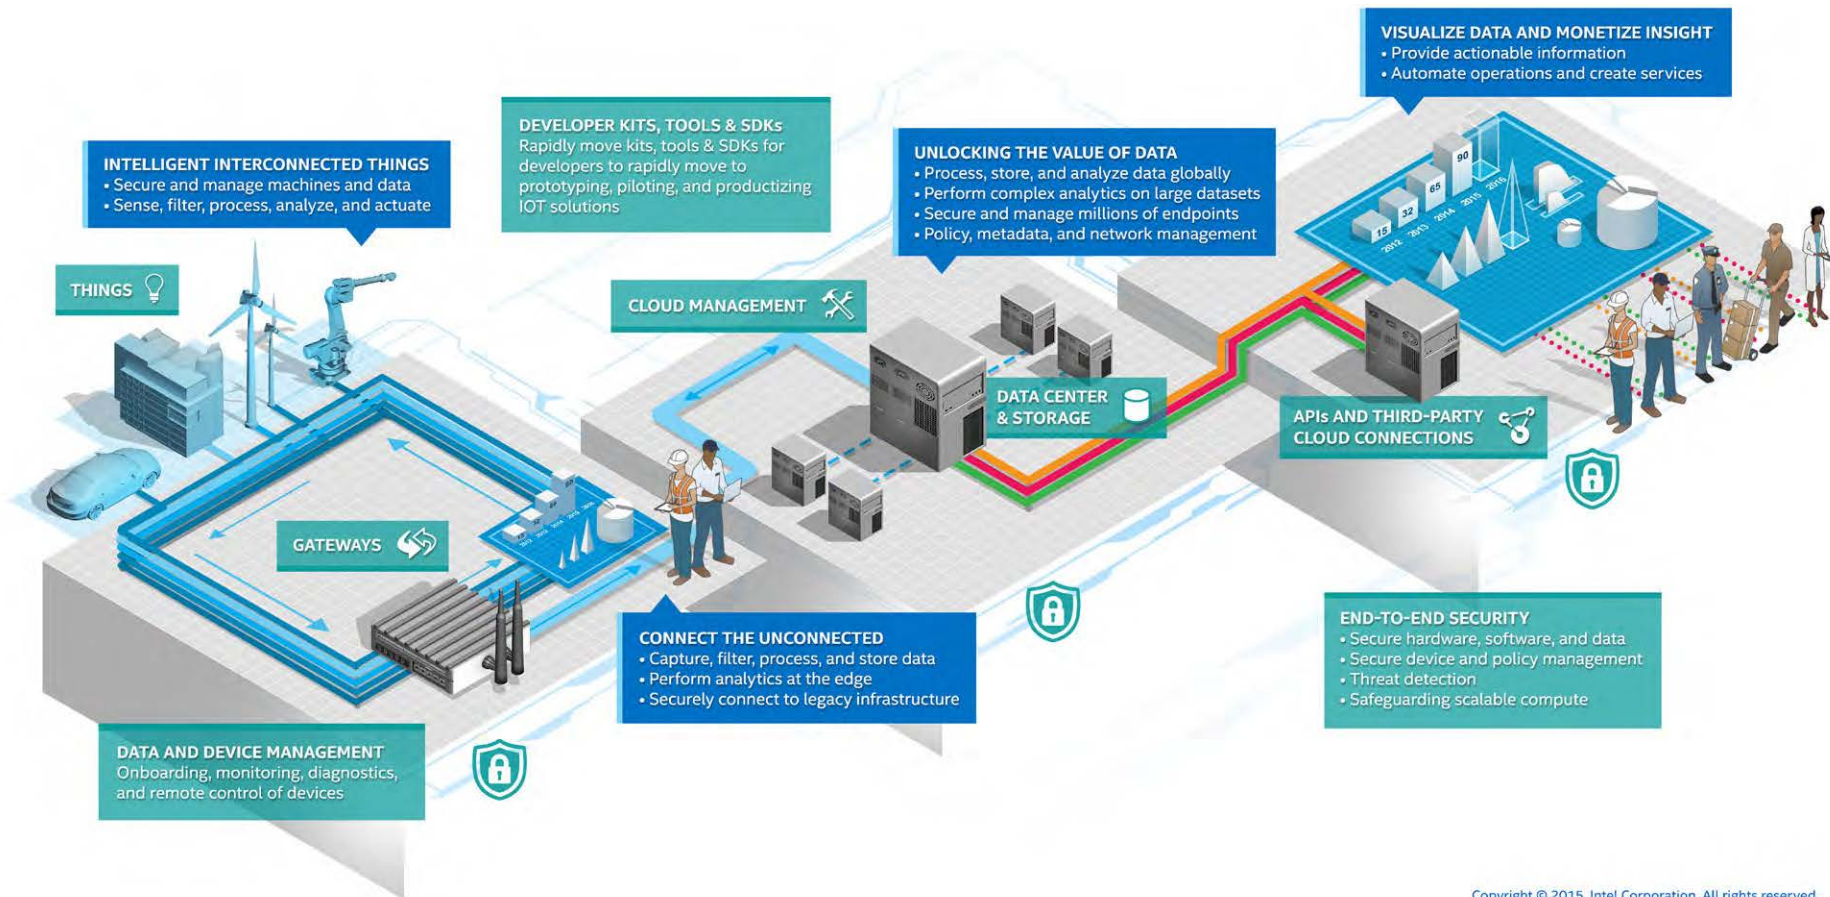 VISUALIZE DATA AND MONETIZE INSIGHT
• Provide actionable information
• Automate operations and create services
DEVELOPER KITS, TOOLS & SDKs
Rapidly move kits, tools & SDKs for
developers to rapidly move to
prototyping, piloting, and productizing
IOT solutions
INTELLIGENT INTERCONNECTED THINGS
• Secure and manage machines and data
• Sense, filter, process, analyze, and actuate
UNLOCKING THE VALUE OF DATA
• Process, store, and analyze data globally
• Perform complex analytics on large datasets
• Secure and manage millions of endpoints
• Policy, metadata, and network management
15
32
65
90
2012
2013
2014
2015
2016
THINGS
CLOUD MANAGEMENT
DATA CENTER
& STORAGE
APIs AND THIRD-PARTY
CLOUD CONNECTIONS
GATEWAYS
CONNECT THE UNCONNECTED
• Capture, filter, process, and store data
• Perform analytics at the edge
• Securely connect to legacy infrastructure
END-TO-END SECURITY
• Secure hardware, software, and data
• Secure device and policy management
• Threat detection
• Safeguarding scalable compute
DATA AND DEVICE MANAGEMENT
Onboarding, monitoring, diagnostics,
and remote control of devices
Copyright © 2015, Intel Corporation. All rights reserved.